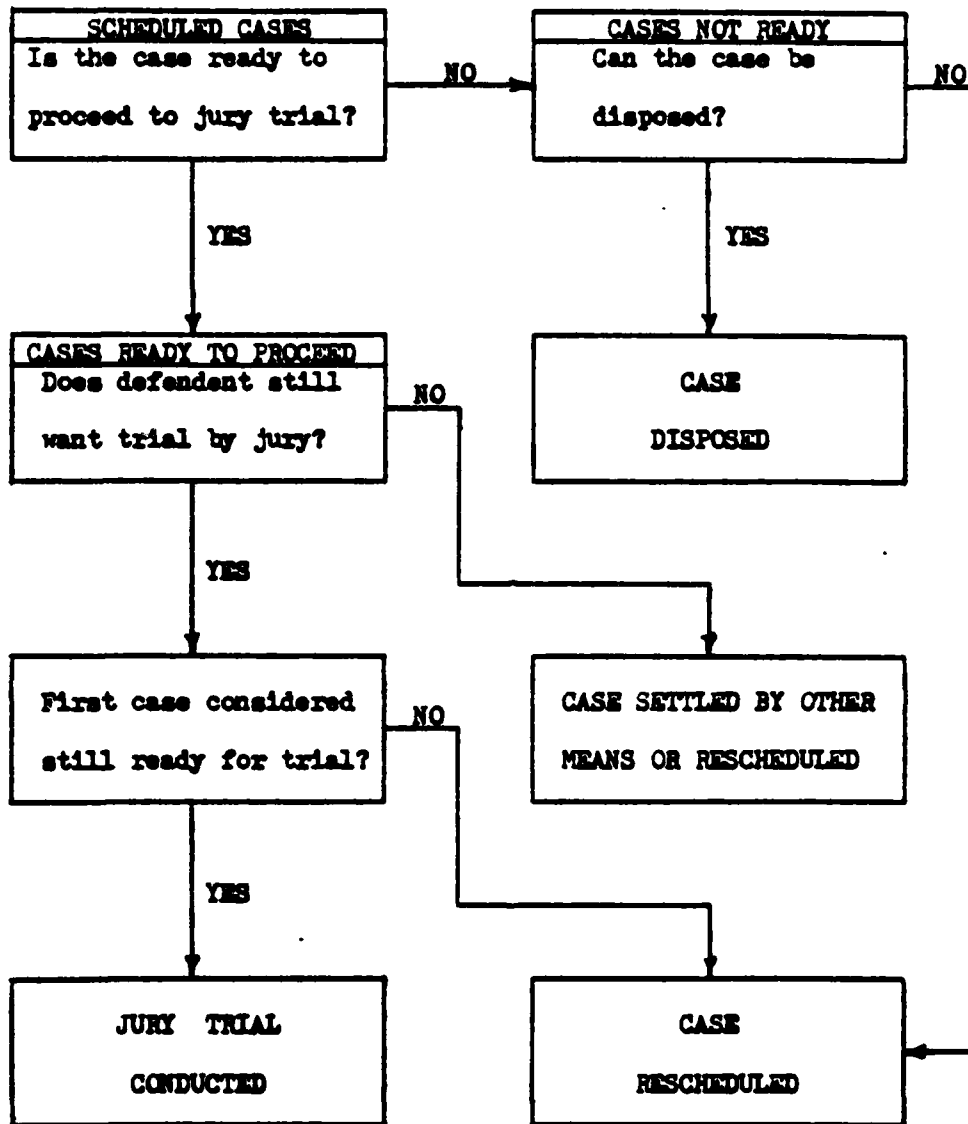 SCHEDULED CASES
Is the case ready to
proceed to jury trial?
NO
CASES NOT READY
Can the case be
disposed?
NO
YES
YES
CASES READY TO PROCEED
Does defendent still
want trial by jury?
NO
CASE
DISPOSED
YES
First case considered
still ready for trial?
NO
CASE SETTLED BY OTHER
MEANS OR RESCHEDULED
YES
JURY TRIAL
CONDUCTED
CASE
RESCHEDULED